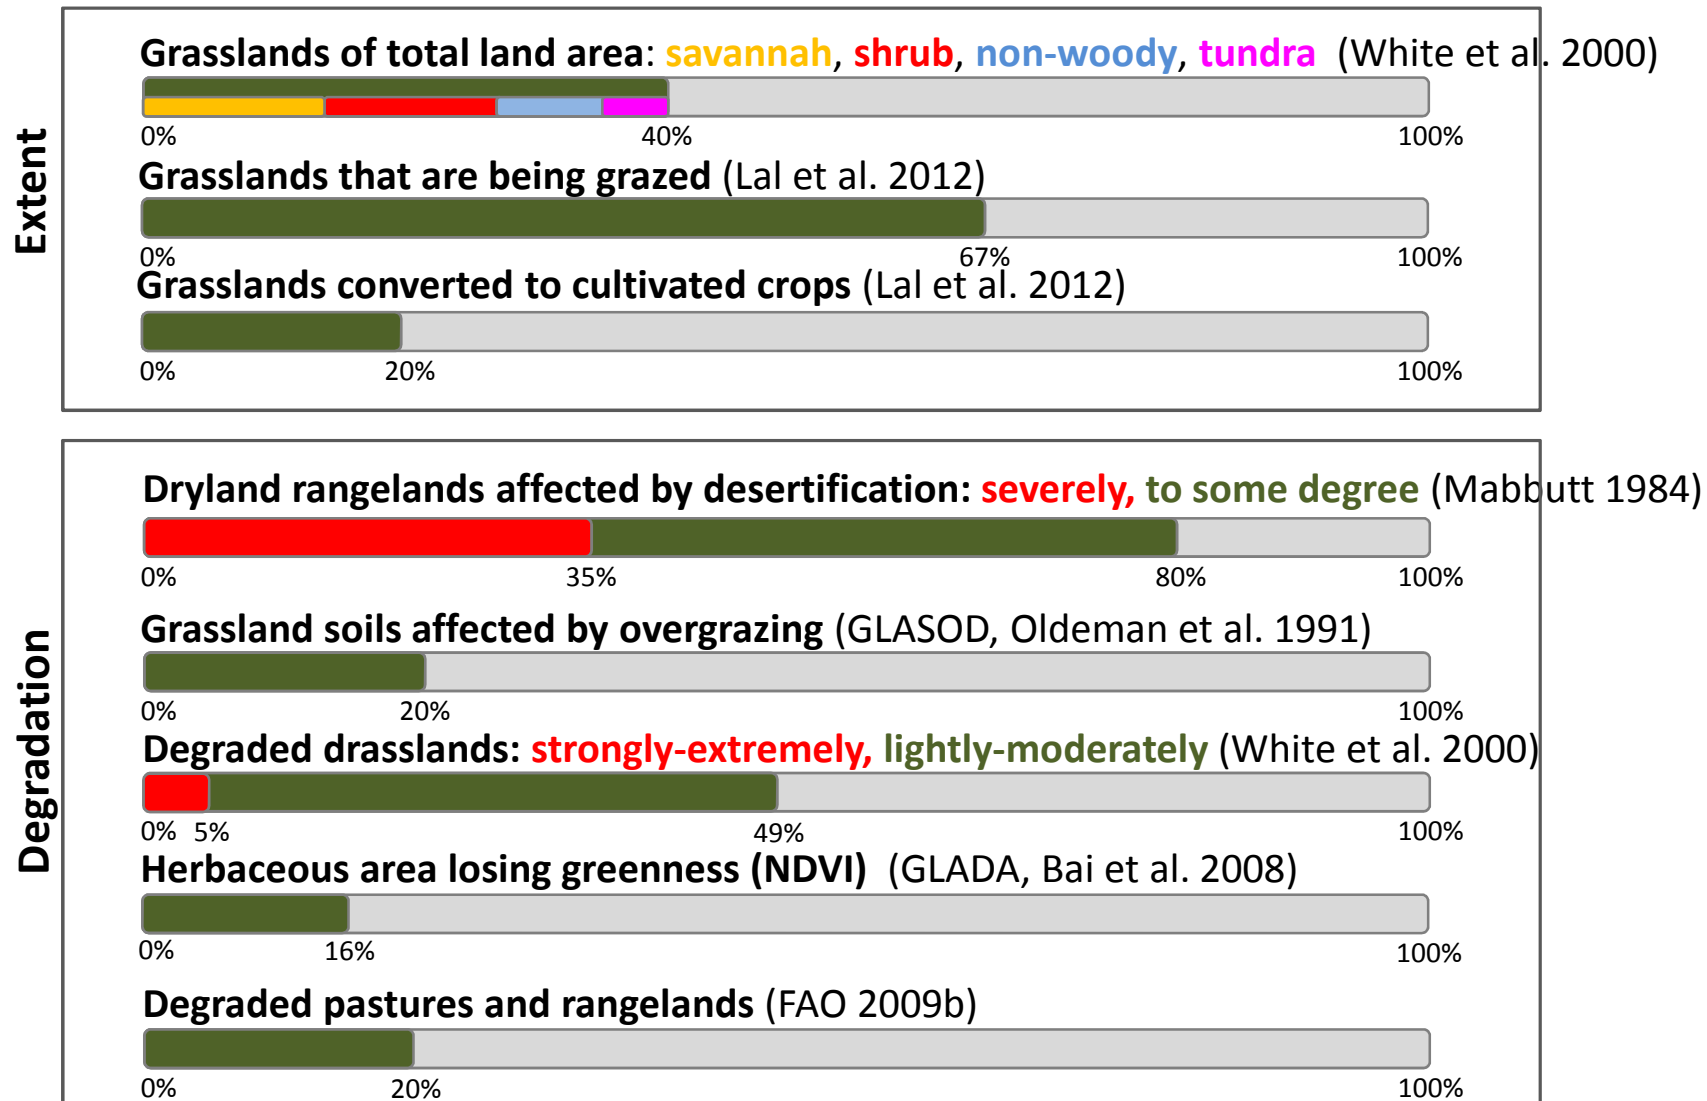 Extent
Grasslands of total land area: savannah, shrub, non-woody, tundra (White et al. 2000)
0% 40% 100%
Grasslands that are being grazed (Lal et al. 2012)
0% 67% 100%
Grasslands converted to cultivated crops (Lal et al. 2012)
0% 20% 100%
Degradation
Dryland rangelands affected by desertification: severely, to some degree (Mabbutt 1984)
0% 35% 80% 100%
Grassland soils affected by overgrazing (GLASOD, Oldeman et al. 1991)
0% 20% 100%
Degraded drasslands: strongly-extremely, lightly-moderately (White et al. 2000)
0% 5% 49% 100%
Herbaceous area losing greenness (NDVI) (GLADA, Bai et al. 2008)
0% 16% 100%
Degraded pastures and rangelands (FAO 2009b)
0% 20% 100%